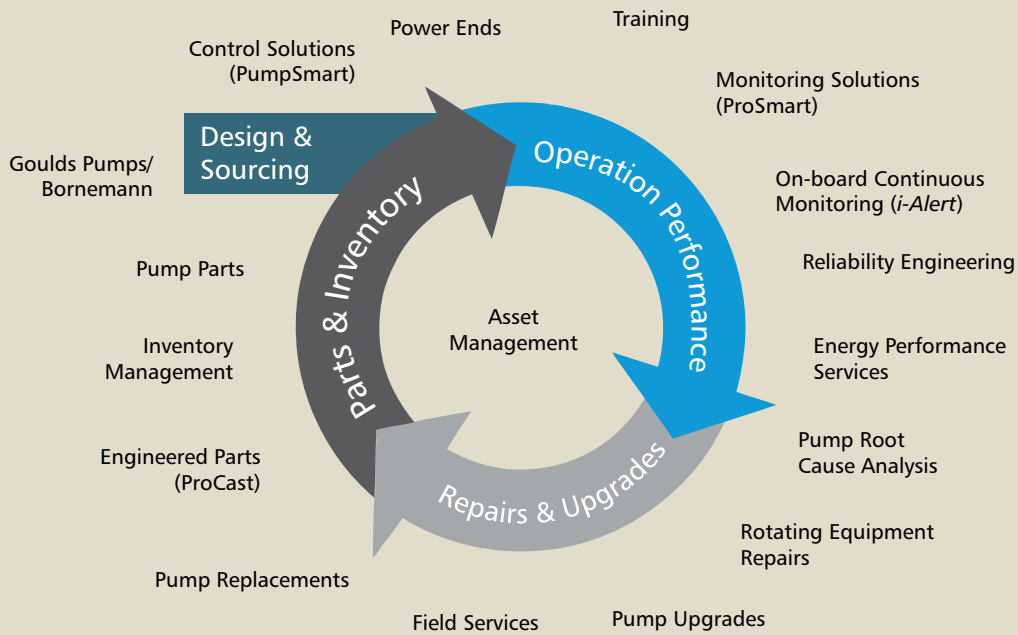 Power Ends
Training
Control Solutions
(PumpSmart)
Monitoring Solutions
(ProSmart)
Design &
Sourcing
Goulds Pumps/
Bornemann
Operation Performance
On-board Continuous
Monitoring (i-Alert)
Pump Parts
Parts & Inventory
Reliability Engineering
Asset
Management
Inventory
Management
Energy Performance
Services
Engineered Parts
(ProCast)
Repairs & Upgrades
Pump Root
Cause Analysis
Rotating Equipment
Repairs
Pump Replacements
Field Services
Pump Upgrades